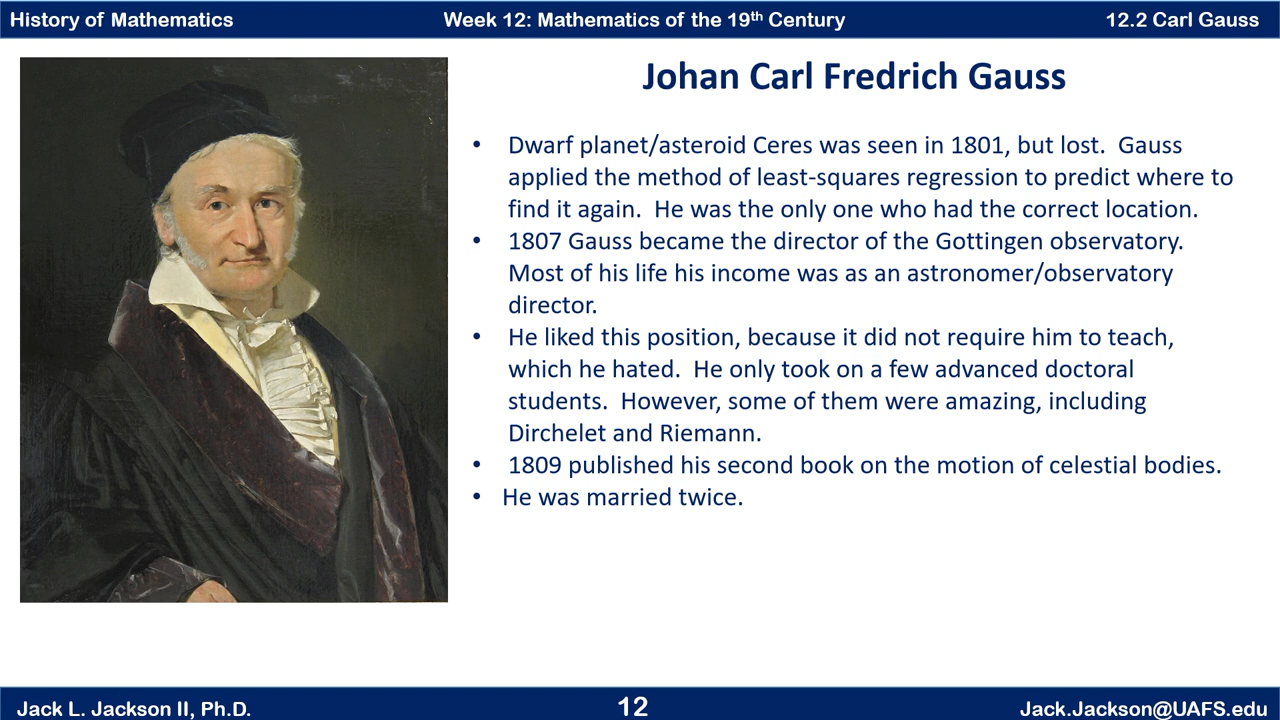 History of Mathematics
Week 12: Mathematics of the 19th Century
12.2 Carl Gauss
Johan Carl Fredrich Gauss
• Dwarf planet/asteroid Ceres was seen in 1801, but lost.  Gauss
applied the method of least-squares regression to predict where to
find it again.  He was the only one who had the correct location.
• 1807 Gauss became the director of the Gottingen observatory.
Most of his life his income was as an astronomer/observatory
director.
• He liked this position, because it did not require him to teach,
which he hated.  He only took on a few advanced doctoral
students.  However, some of them were amazing, including
Dirchelet and Riemann.
• 1809 published his second book on the motion of celestial bodies.
• He was married twice.
Jack L. Jackson II, Ph.D.
12
Jack.Jackson@UAFS.edu